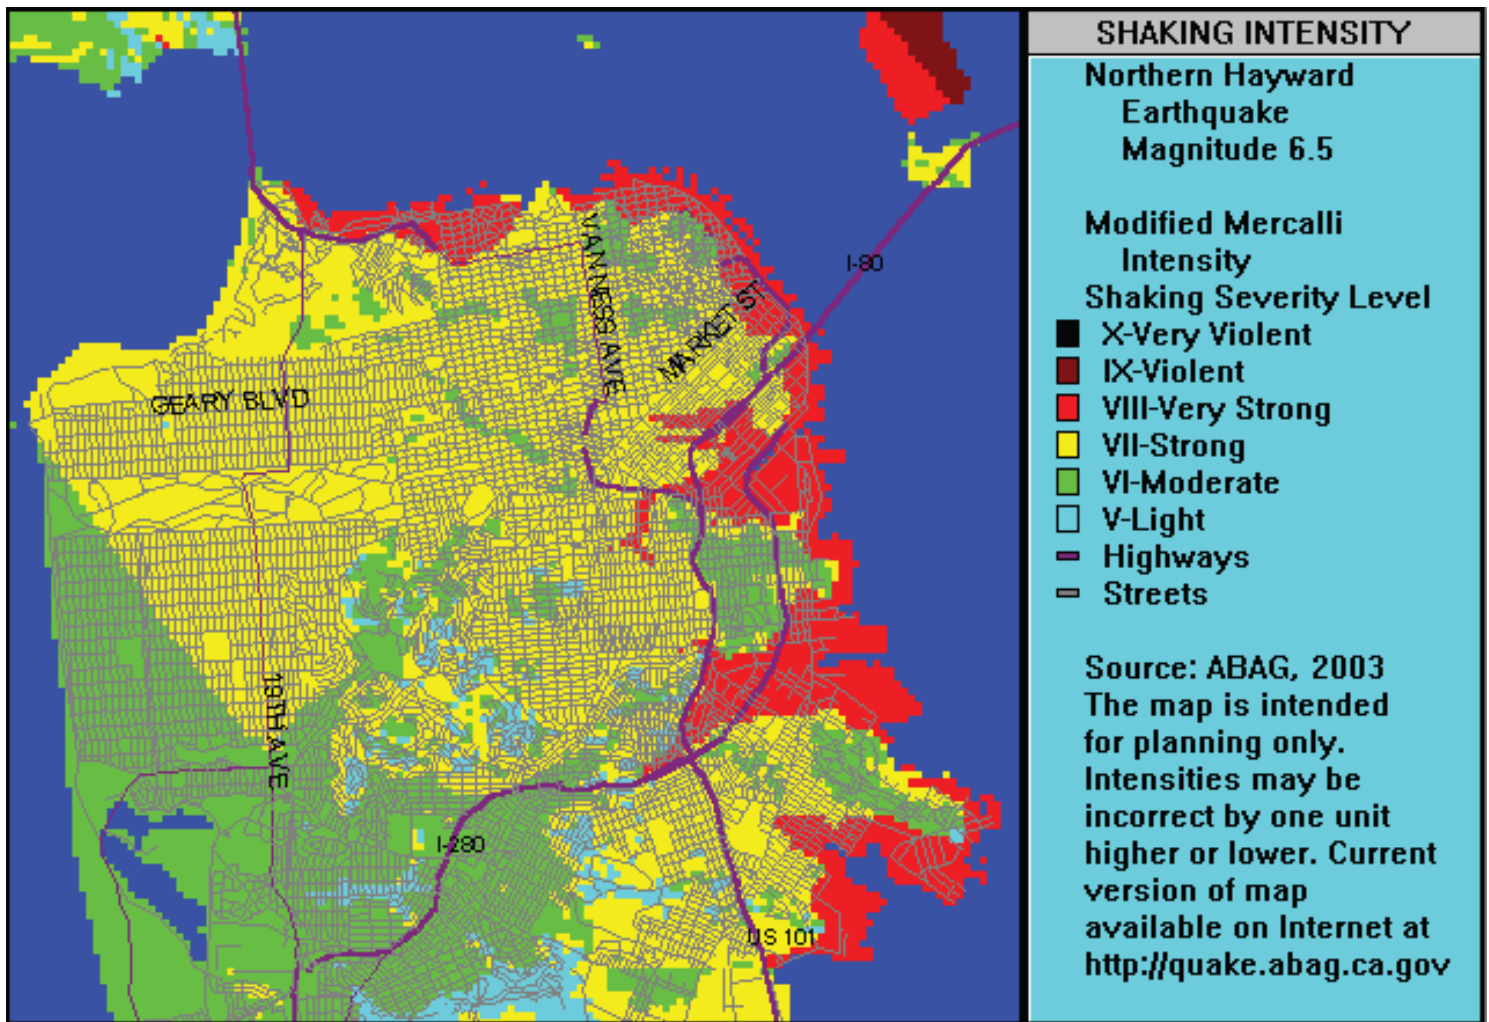 SHAKING INTENSITY
Northern Hayward
Earthquake
Magnitude 6.5
Modified Mercalli
Intensity
Shaking Severity Level
X-Very Violent
IX-Violent
VIII-Very Strong
VII-Strong
VI-Moderate
V-Light
Highways
Streets
Source: ABAG, 2003
The map is intended
for planning only.
Intensities may be
incorrect by one unit
higher or lower. Current
version of map
available on Internet at
http://quake.abag.ca.gov
I-80
VAN NESS AVE
MARKET ST
GEARY BLVD
19TH AVE
I-280
US 101